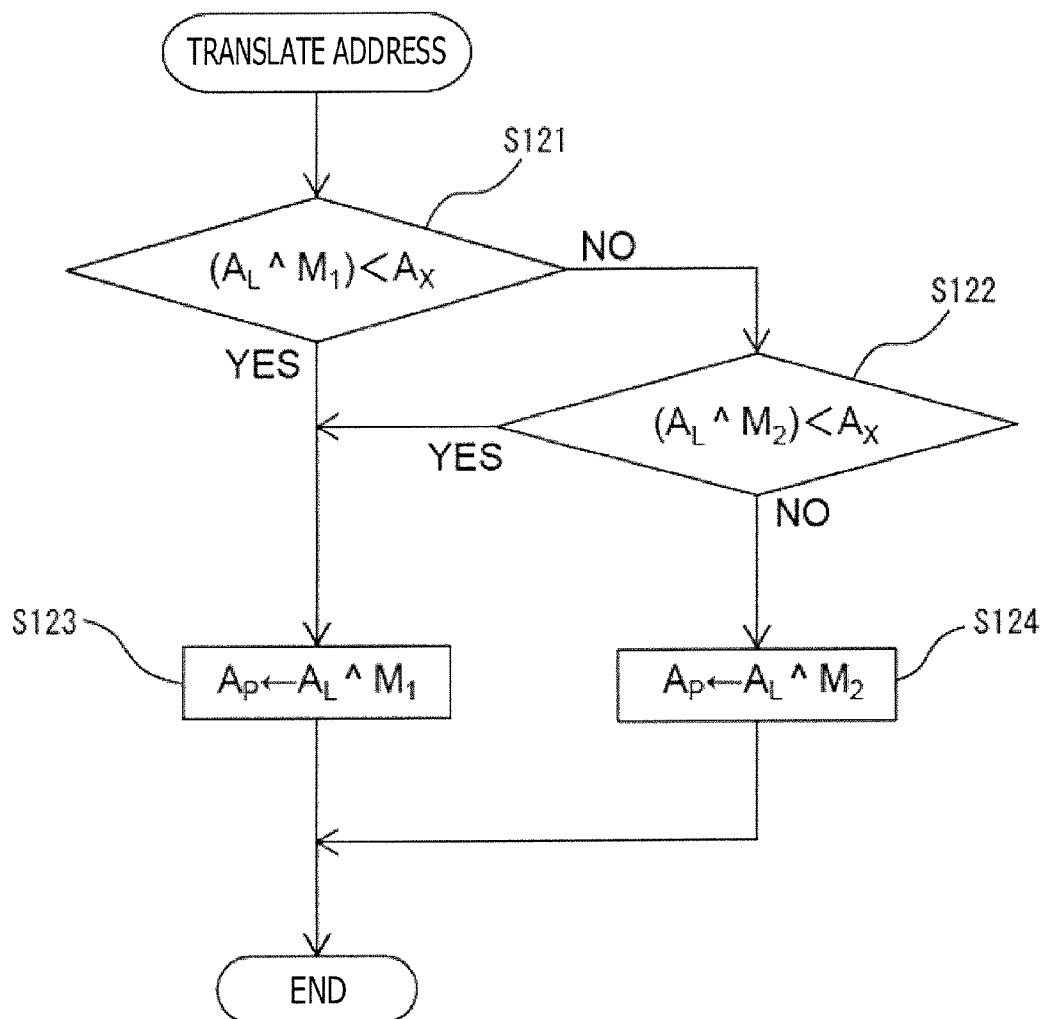 TRANSLATE ADDRESS
S121
(A_L ^ M_1)<A_X
NO
S122
YES
(A_L ^ M_2)<A_X
YES
NO
S123
S124
A_P←A_L ^ M_1
A_P←A_L ^ M_2
END